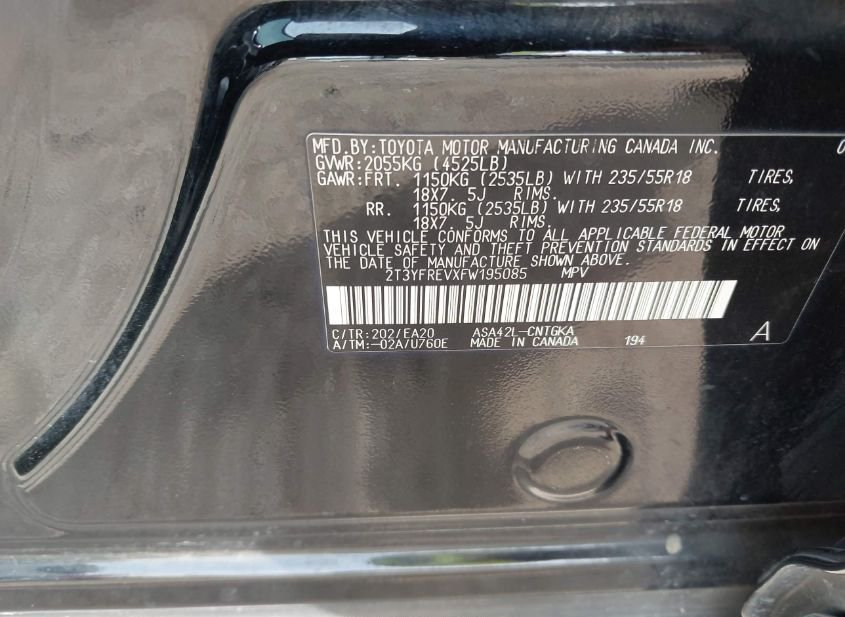 MFD.BY:TOYOTA MOTOR MANUFACTURING CANADA INC. 0
GVWR:2055KG (4525LB)
GAWR:FRT. 1150KG (2535LB) WITH 235/55R18 TIRES,
18X7. 5J RIMS.
RR. 1150KG (2535LB) WITH 235/55R18 TIRES,
18X7. 5J RIMS.
THIS VEHICLE CONFORMS TO ALL APPLICABLE FEDERAL MOTOR
VEHICLE SAFETY AND THEFT PREVENTION STANDARDS IN EFFECT ON
THE DATE OF MANUFACTURE SHOWN ABOVE.
2T3YFREVXFW195085 MPV
C/TR:202/EA20 ASA42L-CNTGKA A
A/TM:-02A/U760E MADE IN CANADA 194